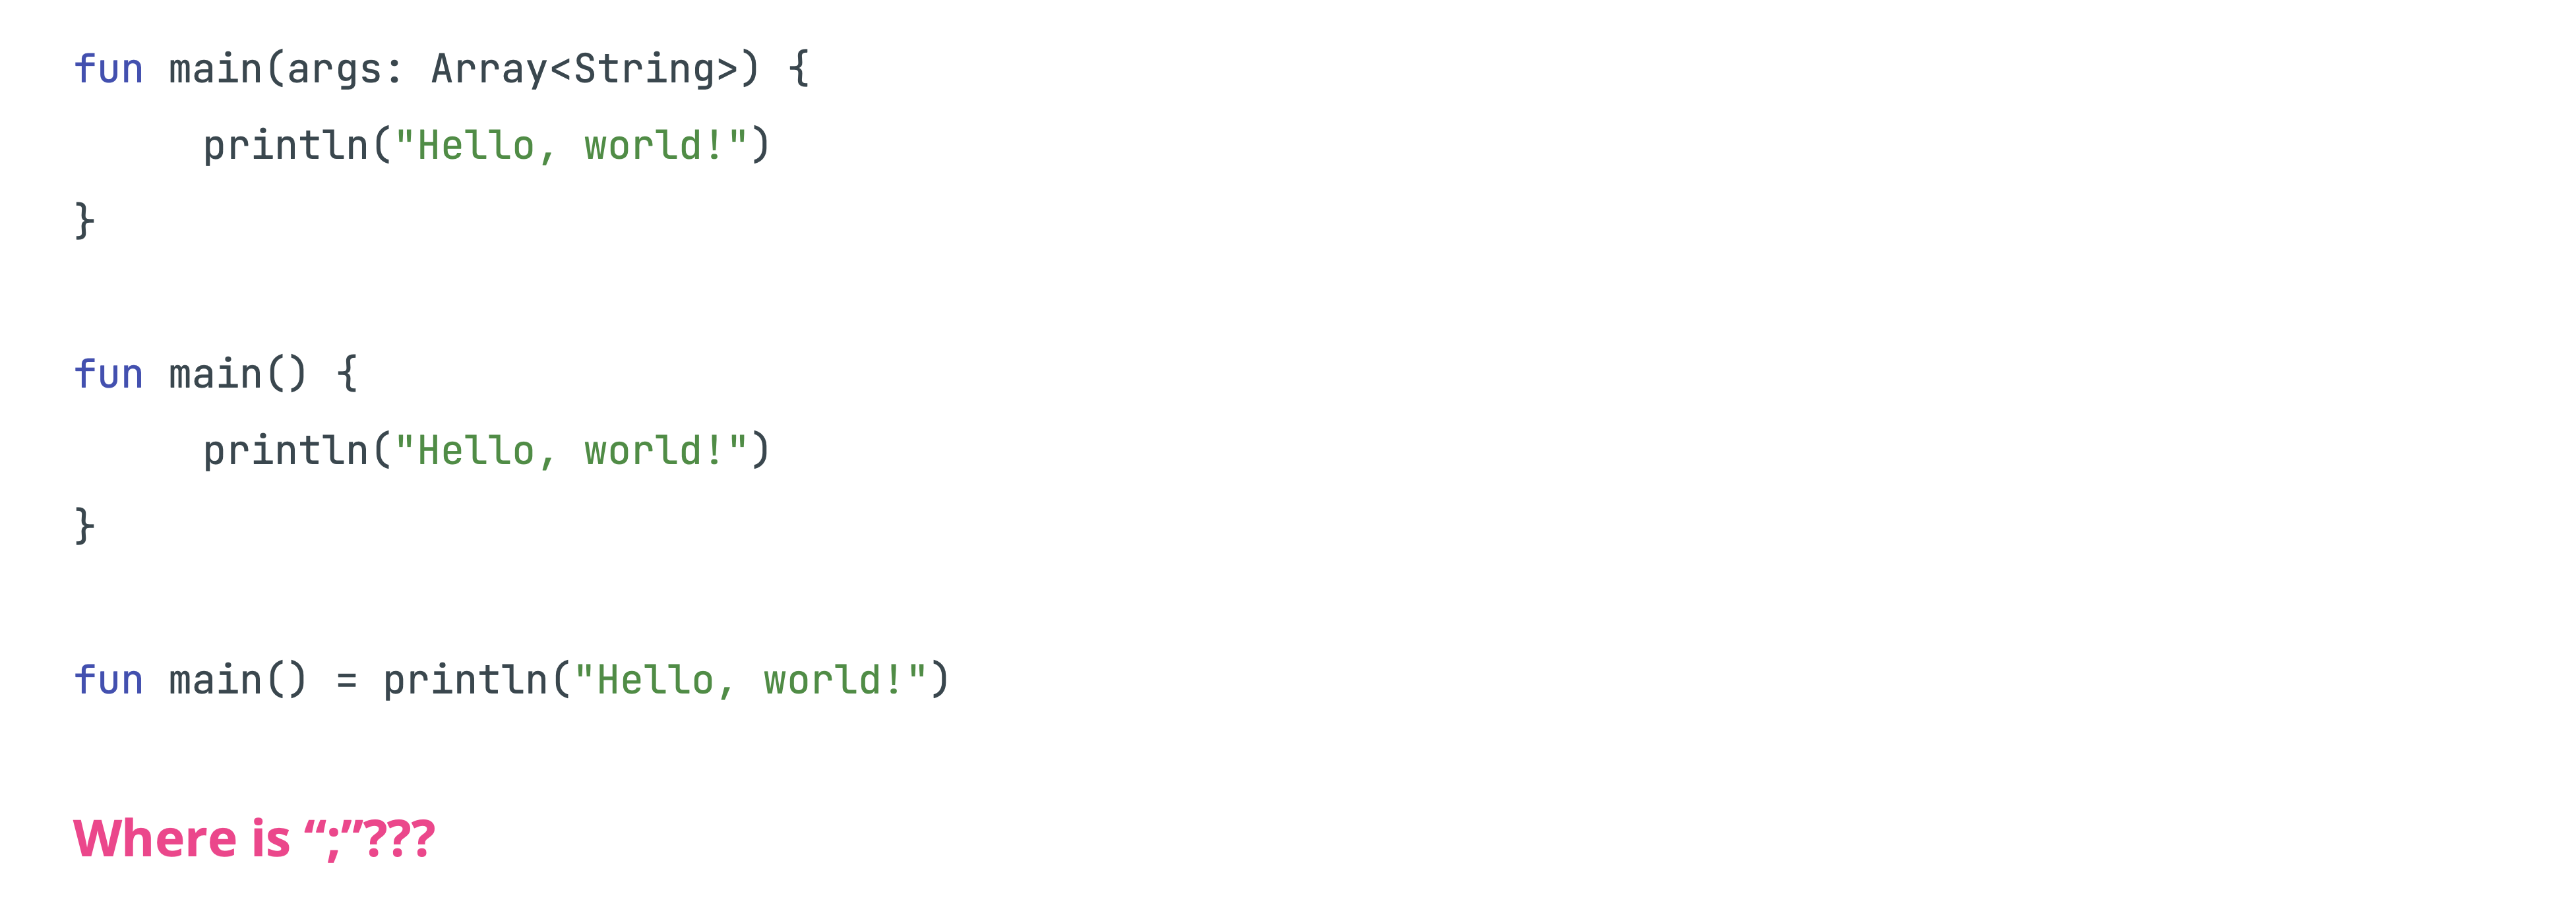 fun main(args: Array<String>) {
println("Hello, world!")
}
fun main() {
println("Hello, world!")
}
fun main() = println("Hello, world!")
Where is “;”???